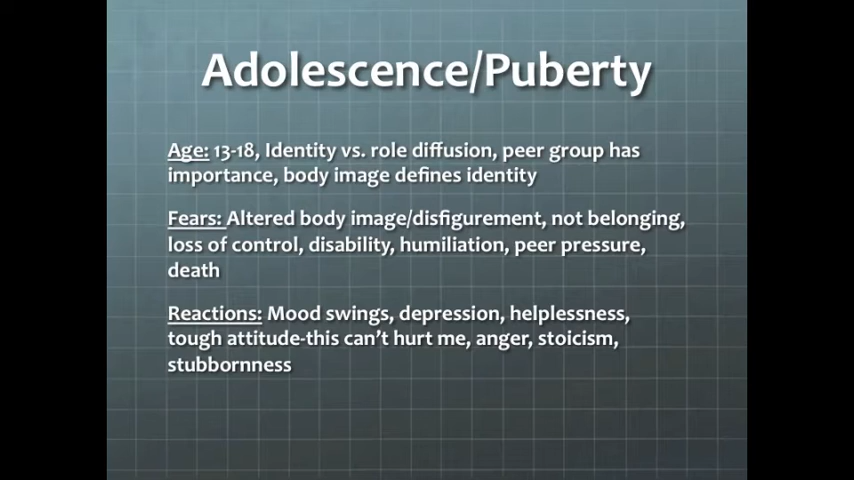 Adolescence/Puberty
Age: 13-18, Identity vs. role diffusion, peer group has
importance, body image defines identity
Fears: Altered body image/disfigurement, not belonging,
loss of control, disability, humiliation, peer pressure,
death
Reactions: Mood swings, depression, helplessness,
tough attitude-this can't hurt me, anger, stoicism,
stubbornness